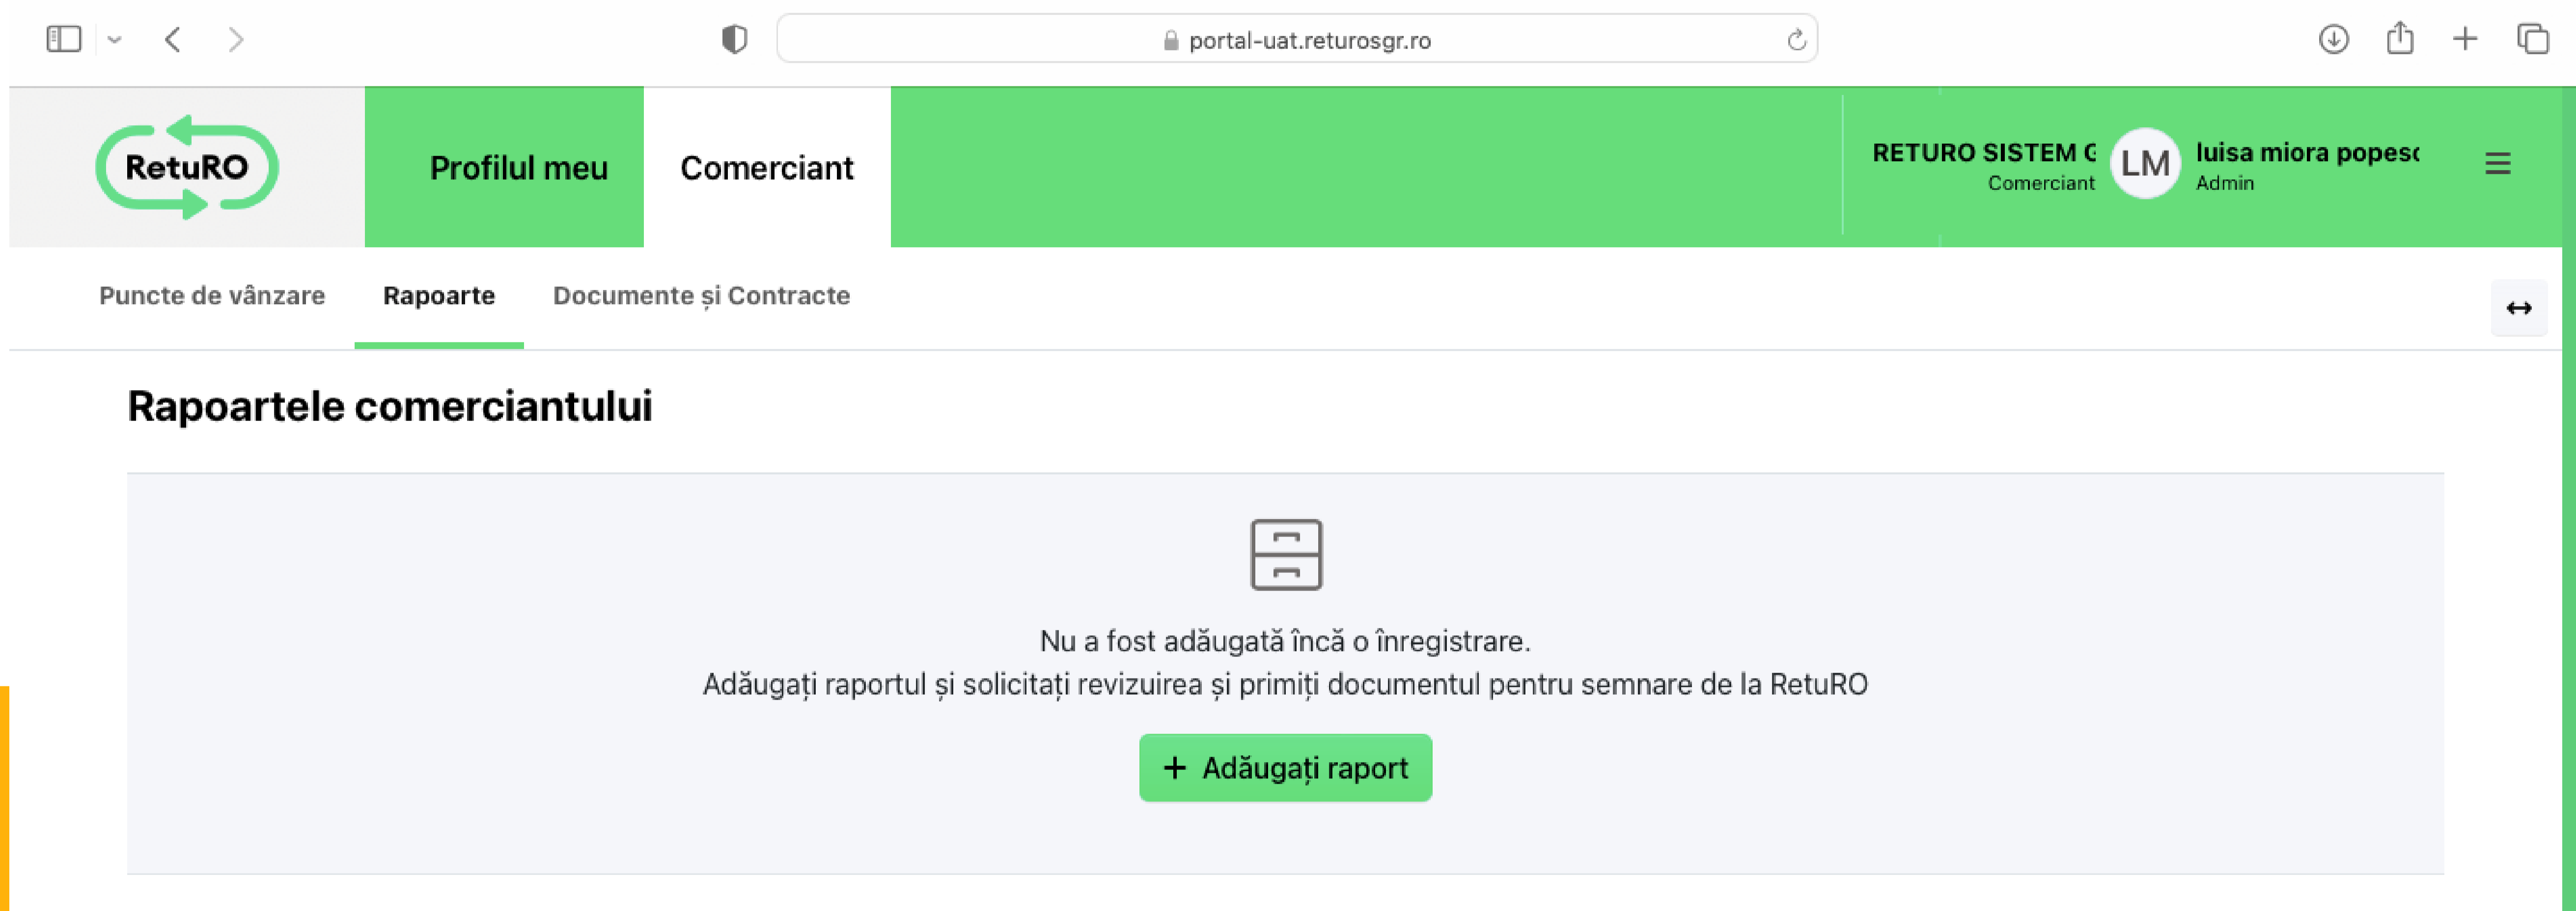 portal-uat.returosgr.ro
RetuRO
Profilul meu
Comerciant
RETURO SISTEM
Comerciant
LM
luisa miora
Admin
Puncte de vânzare
Rapoarte
Documente și Contracte
Rapoartele comerciantului
Nu a fost adăugată încă o înregistrare.
Adăugați raportul și solicitați revizuirea și primiți documentul pentru semnare de la RetuRO
+ Adăugați raport